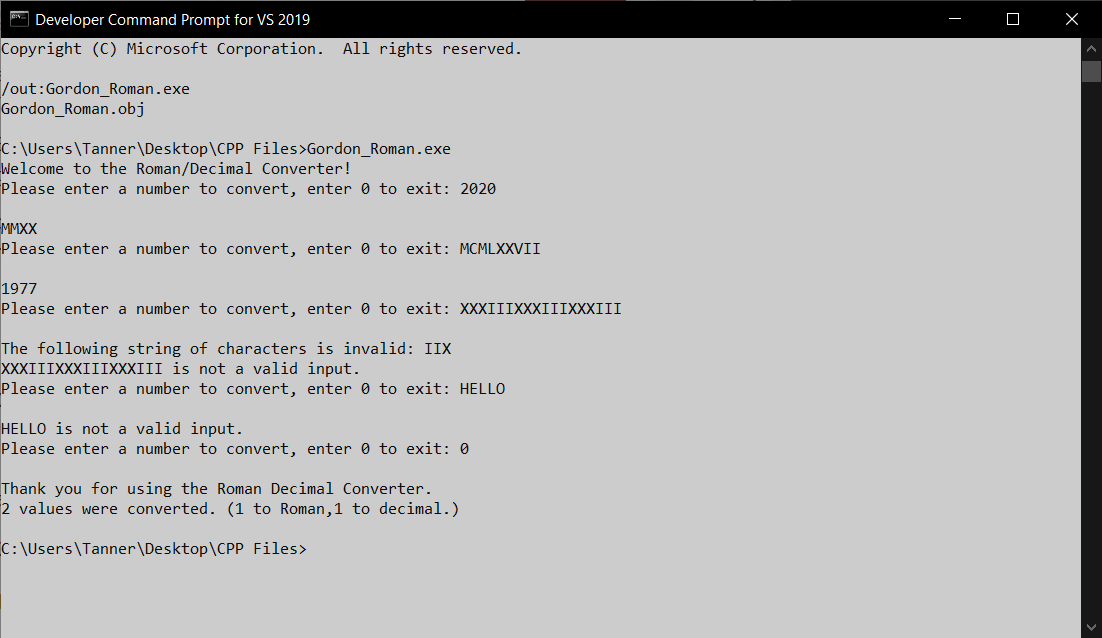 Developer Command Prompt for VS 2019
Copyright (C) Microsoft Corporation.  All rights reserved.
/out:Gordon_Roman.exe
Gordon_Roman.obj
C:\Users\Tanner\Desktop\CPP Files>Gordon_Roman.exe
Welcome to the Roman/Decimal Converter!
Please enter a number to convert, enter 0 to exit: 2020
MMXX
Please enter a number to convert, enter 0 to exit: MCMLXXVII
1977
Please enter a number to convert, enter 0 to exit: XXXIIIXXXIIIXXXIII
The following string of characters is invalid: IIX
XXXIIIXXXIIIXXXIII is not a valid input.
Please enter a number to convert, enter 0 to exit: HELLO
HELLO is not a valid input.
Please enter a number to convert, enter 0 to exit: 0
Thank you for using the Roman Decimal Converter.
2 values were converted. (1 to Roman,1 to decimal.)
C:\Users\Tanner\Desktop\CPP Files>